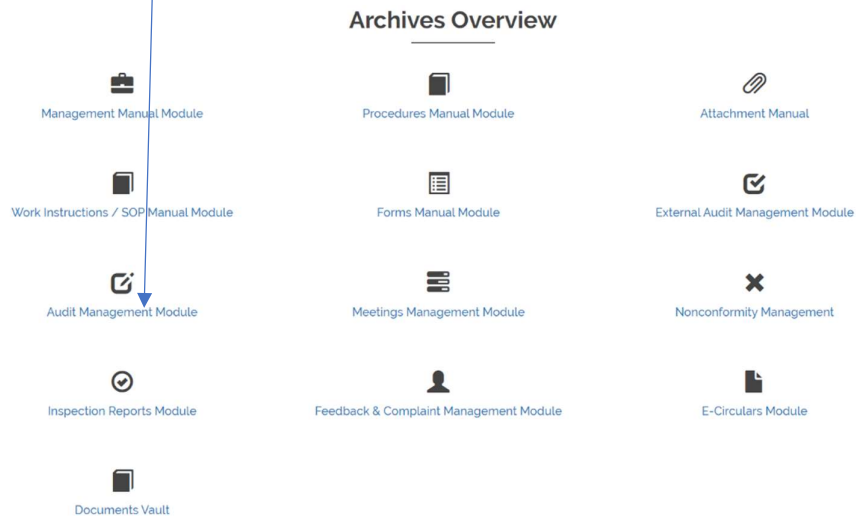 Archives Overview
Management Manual Module
Procedures Manual Module
Attachment Manual
Work Instructions / SOP Manual Module
Forms Manual Module
External Audit Management Module
Audit Management Module
Meetings Management Module
Nonconformity Management
Inspection Reports Module
Feedback & Complaint Management Module
E-Circulars Module
Documents Vault